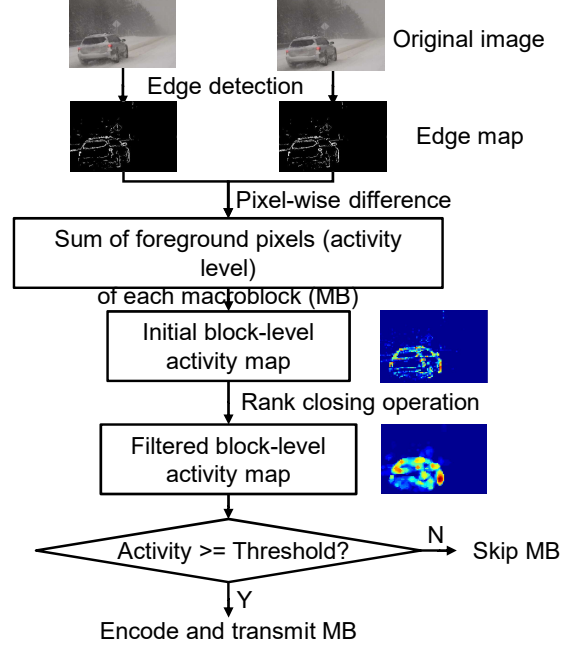 Original image
Edge detection
Edge map
Pixel-wise difference
Sum of foreground pixels (activity
level)
of each macroblock (MB)
Initial block-level
activity map
Rank closing operation
Filtered block-level
activity map
Activity >= Threshold?
N
Skip MB
Y
Encode and transmit MB